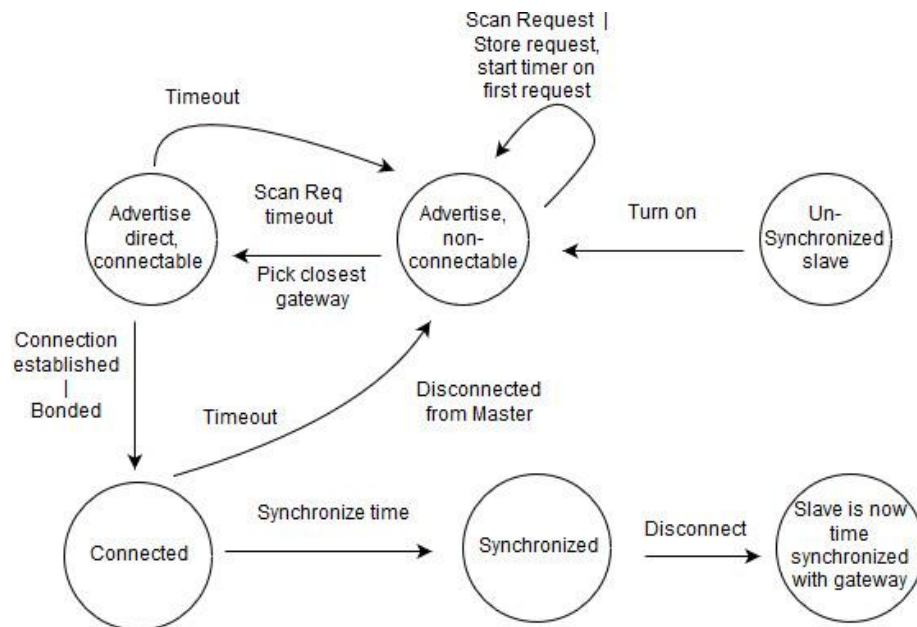 Scan Request |
Store request,
start timer on
first request
Timeout
Advertise
direct,
connectable
Scan Req
timeout
Pick closest
gateway
Advertise,
non-
connectable
Turn on
Un-
Synchronized
slave
Connection
established
|
Bonded
Timeout
Disconnected
from Master
Connected
Synchronize time
Synchronized
Disconnect
Slave is now
time
synchronized
with gateway